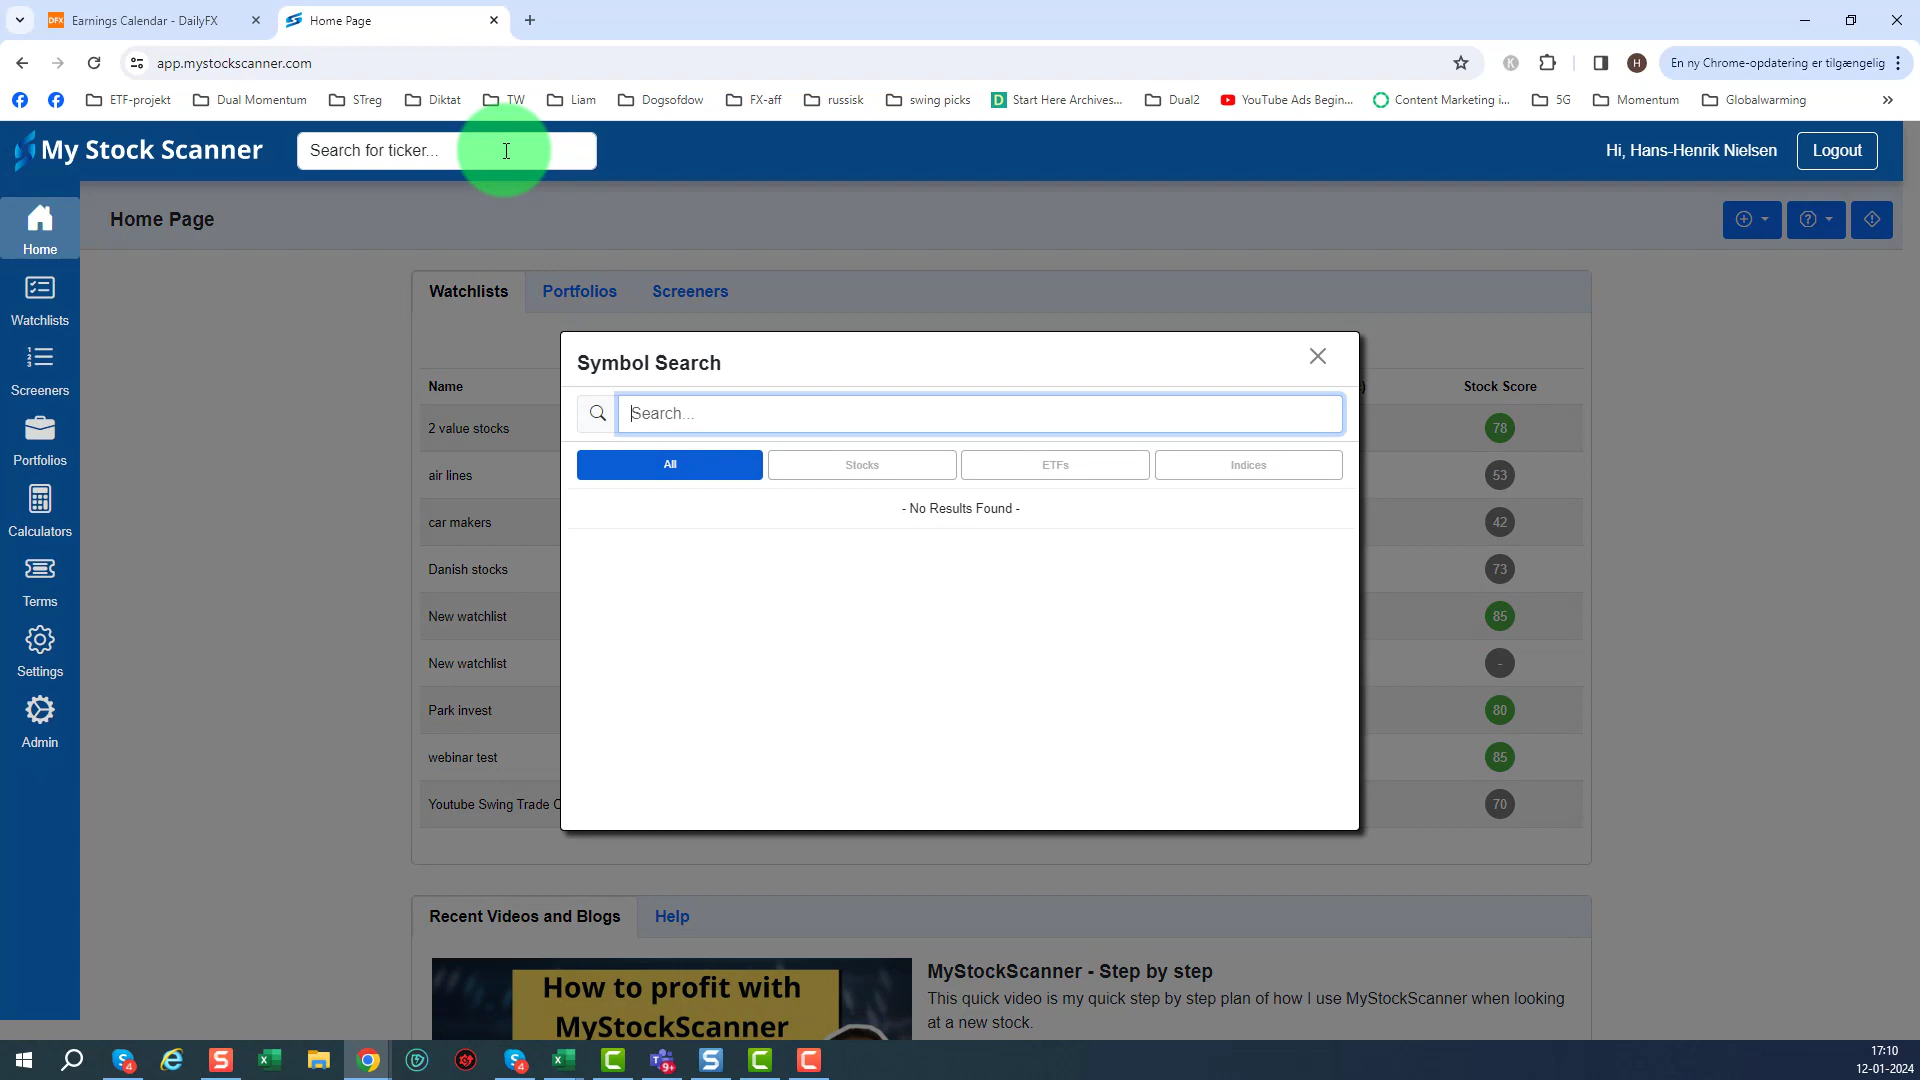 Earnings Calendar - DailyFX
Home Page
app.mystockscanner.com
En ny Chrome-opdatering er tilgængelig
ETF-projekt
Dual Momentum
STreg
Diktat
TW
Liam
Dogsofdow
FX-aff
russisk
swing picks
Start Here Archives...
Dual2
YouTube Ads Begin...
Content Marketing i...
5G
Momentum
Globalwarming
My Stock Scanner
Search for ticker...
Hi, Hans-Henrik Nielsen
Logout
Home
Watchlists
Screeners
Portfolios
Calculators
Terms
Settings
Admin
Home Page
Watchlists
Portfolios
Screeners
Name
Stock Score
2 value stocks
78
air lines
53
car makers
42
Danish stocks
73
New watchlist
85
New watchlist
-
Park invest
80
webinar test
85
Youtube Swing Trade
70
Symbol Search
Search...
All
Stocks
ETFs
Indices
- No Results Found -
Recent Videos and Blogs
Help
How to profit with
MyStockScanner
MyStockScanner - Step by step
This quick video is my quick step by step plan of how I use MyStockScanner when looking
at a new stock.
17:10
12-01-2024